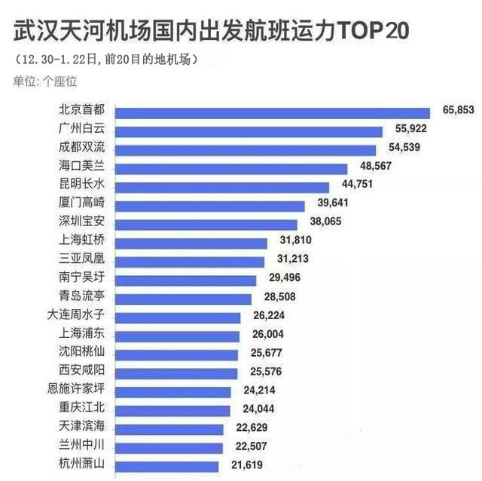 武汉天河机场国内出发航班运力TOP20
(12.30-1.22日,前20目的地机场)
单位: 个座位
北京首都 65,853
广州白云 55,922
成都双流 54,539
海口美兰 48,567
昆明长水 44,751
厦门高崎 39,641
深圳宝安 38,065
上海虹桥 31,810
三亚凤凰 31,213
南宁吴圩 29,496
青岛流亭 28,508
大连周水子 26,224
上海浦东 26,004
沈阳桃仙 25,677
西安咸阳 25,576
恩施许家坪 24,214
重庆江北 24,044
天津滨海 22,629
兰州中川 22,507
杭州萧山 21,619